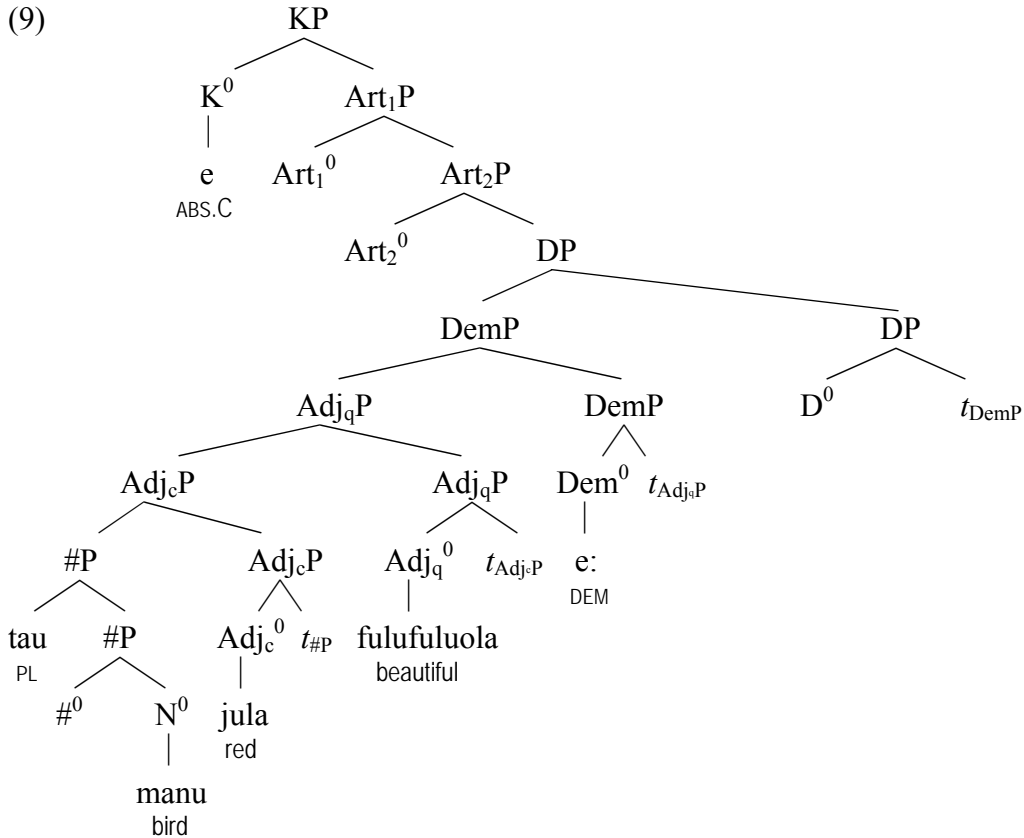 (9) KP
K⁰ Art₁P
e Art₁⁰ Art₂P
ABS.C
Art₂⁰ DP
DemP DP
AdjqP DemP D⁰ tDemP
AdjcP AdjqP Dem⁰ tAdjqP
#P AdjcP Adjq⁰ tAdjcP e:
DEM
tau #P Adjc⁰ t#P fulufuluola
PL beautiful
#⁰ N⁰ jula
red
manu
bird